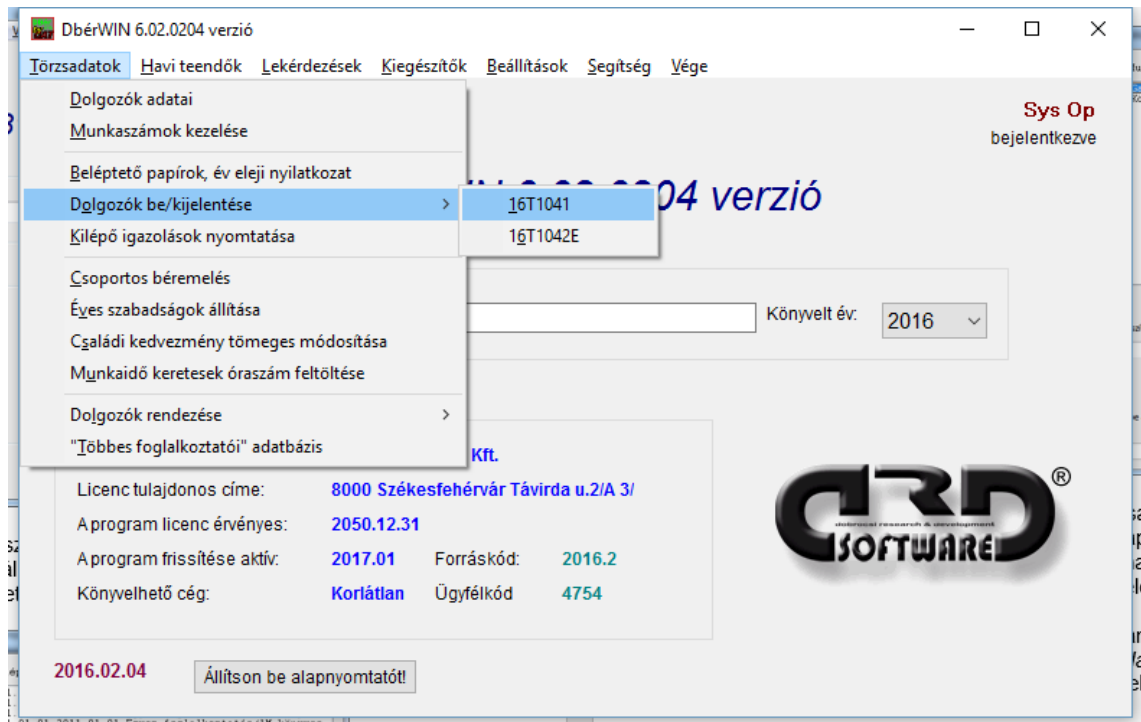 DbérWIN 6.02.0204 verzió
Törzsadatok Havi teendők Lekérdezések Kiegészítők Beállítások Segítség Vége
Dolgozók adatai
Munkaszámok kezelése
Beléptető papírok, év eleji nyilatkozat
Dolgozók be/kijelentése
Kilépő igazolások nyomtatása
Csoportos béremelés
Éves szabadságok állítása
Családi kedvezmény tömeges módosítása
Munkaidő keretesek óraszám feltöltése
Dolgozók rendezése
"Többes foglalkoztatói" adatbázis
16T1041
16T1042E
Sys Op
bejelentkezve
04 verzió
Könyvelt év: 2016
Kft.
Licenc tulajdonos címe: 8000 Székesfehérvár Távirda u.2/A 3/
A program licenc érvényes: 2050.12.31
A program frissítése aktív: 2017.01 Forráskód: 2016.2
Könyvelhető cég: Korlátlan Ügyfélkód 4754
DRD ®
dobrocsi research & development
SOFTWARE
2016.02.04 Állítson be alapnyomtatót!